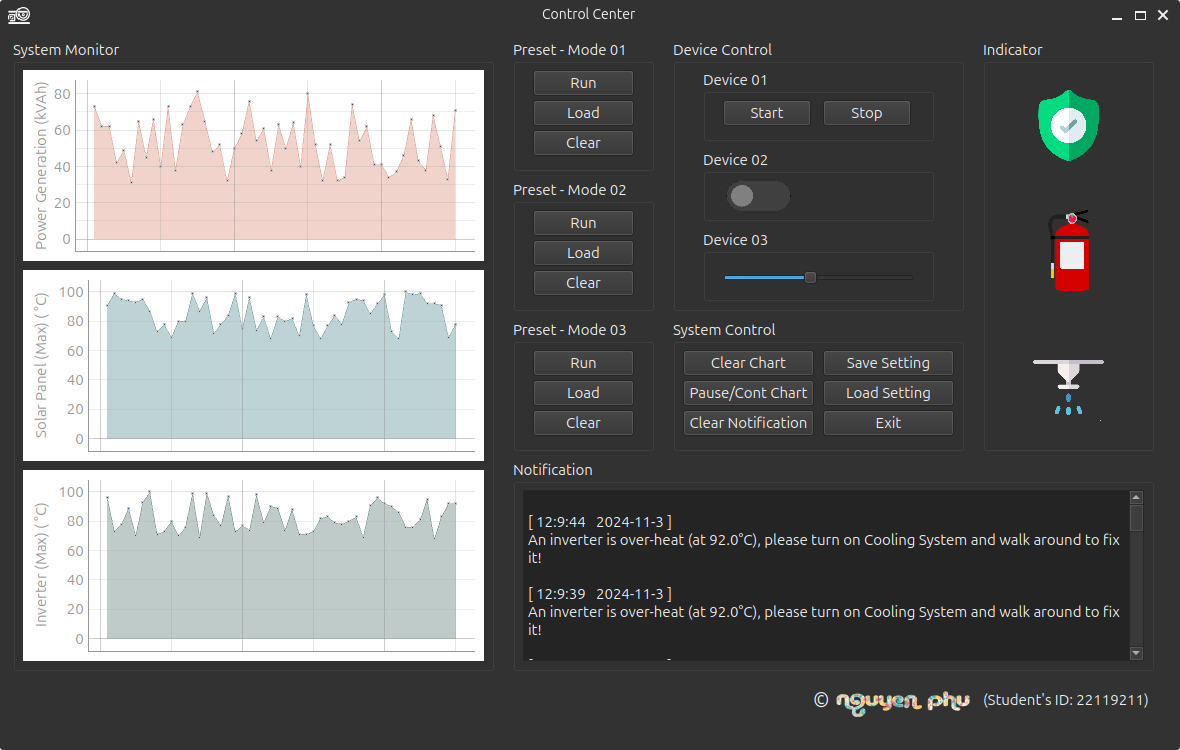 Control Center
System Monitor
Power Generation (kVAh)
80
60
40
20
0
Solar Panel (Max) (°C)
100
80
60
40
20
0
Inverter (Max) (°C)
100
80
60
40
20
0
Preset - Mode 01
Run
Load
Clear
Preset - Mode 02
Run
Load
Clear
Preset - Mode 03
Run
Load
Clear
Device Control
Device 01
Start Stop
Device 02
Device 03
System Control
Clear Chart Save Setting
Pause/Cont Chart Load Setting
Clear Notification Exit
Indicator
Notification
[ 12:9:44 2024-11-3 ]
An inverter is over-heat (at 92.0°C), please turn on Cooling System and walk around to fix
it!
[ 12:9:39 2024-11-3 ]
An inverter is over-heat (at 92.0°C), please turn on Cooling System and walk around to fix
it!
© nguyen phu (Student's ID: 22119211)